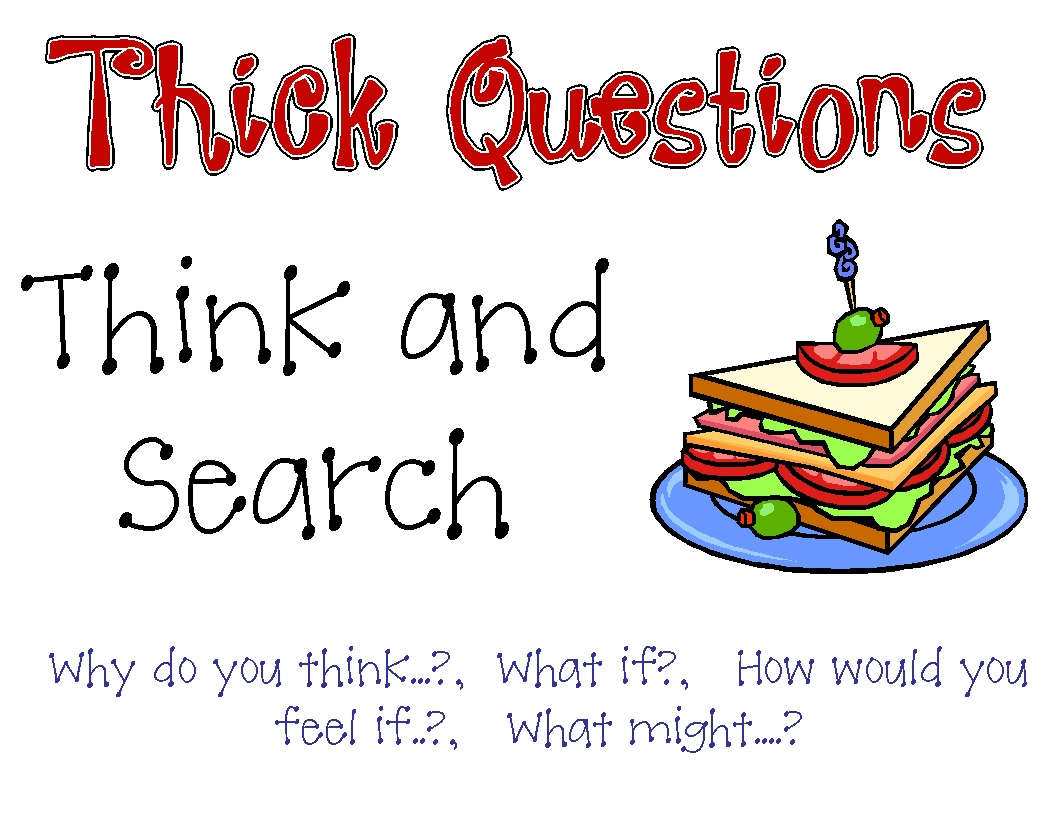 Thick Questions
Think and
Search
Why do you think...?, What if?, How would you
feel if..?, What might....?